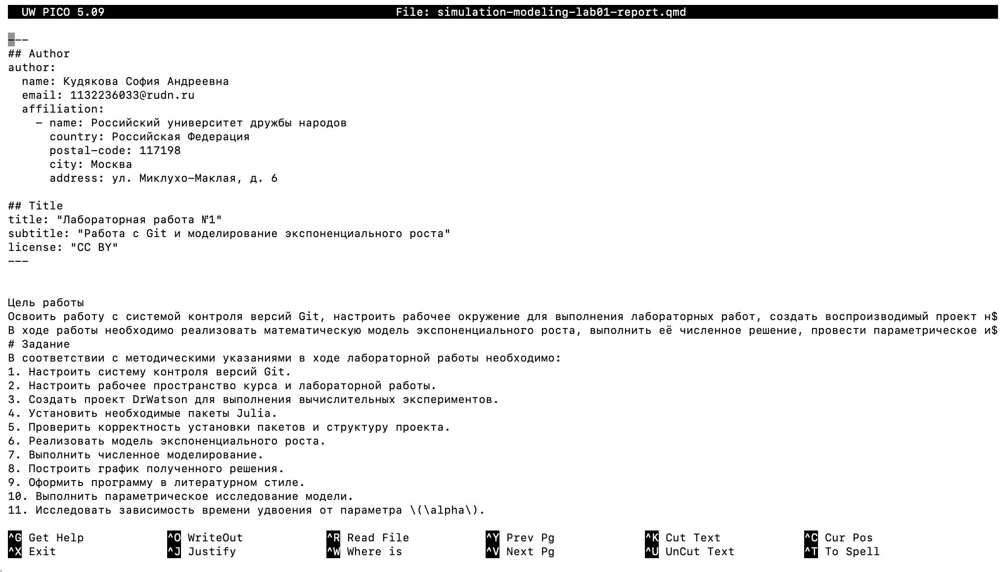 UW PICO 5.09 File: simulation-modeling-lab01-report.qmd
---
## Author
author:
  name: Кудякова София Андреевна
  email: 1132236033@rudn.ru
  affiliation:
    - name: Российский университет дружбы народов
      country: Российская Федерация
      postal-code: 117198
      city: Москва
      address: ул. Миклухо-Маклая, д. 6
## Title
title: "Лабораторная работа №1"
subtitle: "Работа с Git и моделирование экспоненциального роста"
license: "CC BY"
---
Цель работы
Освоить работу с системой контроля версий Git, настроить рабочее окружение для выполнения лабораторных работ, создать воспроизводимый проект н$
В ходе работы необходимо реализовать математическую модель экспоненциального роста, выполнить её численное решение, провести параметрическое и$
# Задание
В соответствии с методическими указаниями в ходе лабораторной работы необходимо:
1. Настроить систему контроля версий Git.
2. Настроить рабочее пространство курса и лабораторной работы.
3. Создать проект DrWatson для выполнения вычислительных экспериментов.
4. Установить необходимые пакеты Julia.
5. Проверить корректность установки пакетов и структуру проекта.
6. Реализовать модель экспоненциального роста.
7. Выполнить численное моделирование.
8. Построить график полученного решения.
9. Оформить программу в литературном стиле.
10. Выполнить параметрическое исследование модели.
11. Исследовать зависимость времени удвоения от параметра \(\alpha\).
^G Get Help ^O WriteOut ^R Read File ^Y Prev Pg ^K Cut Text ^C Cur Pos
^X Exit ^J Justify ^W Where is ^V Next Pg ^U UnCut Text ^T To Spell